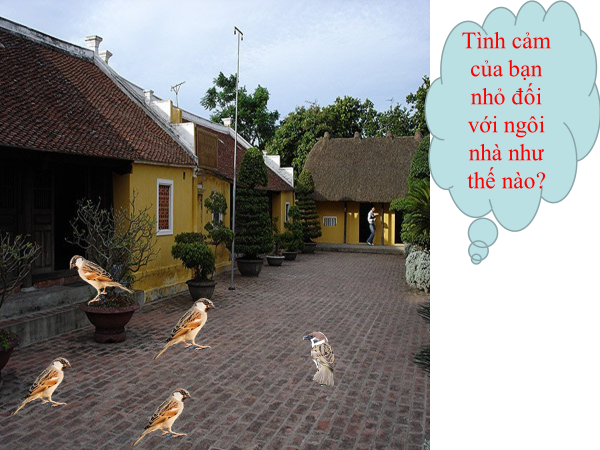 Tình cảm
của bạn
nhỏ đối
với ngôi
nhà như
thế nào?